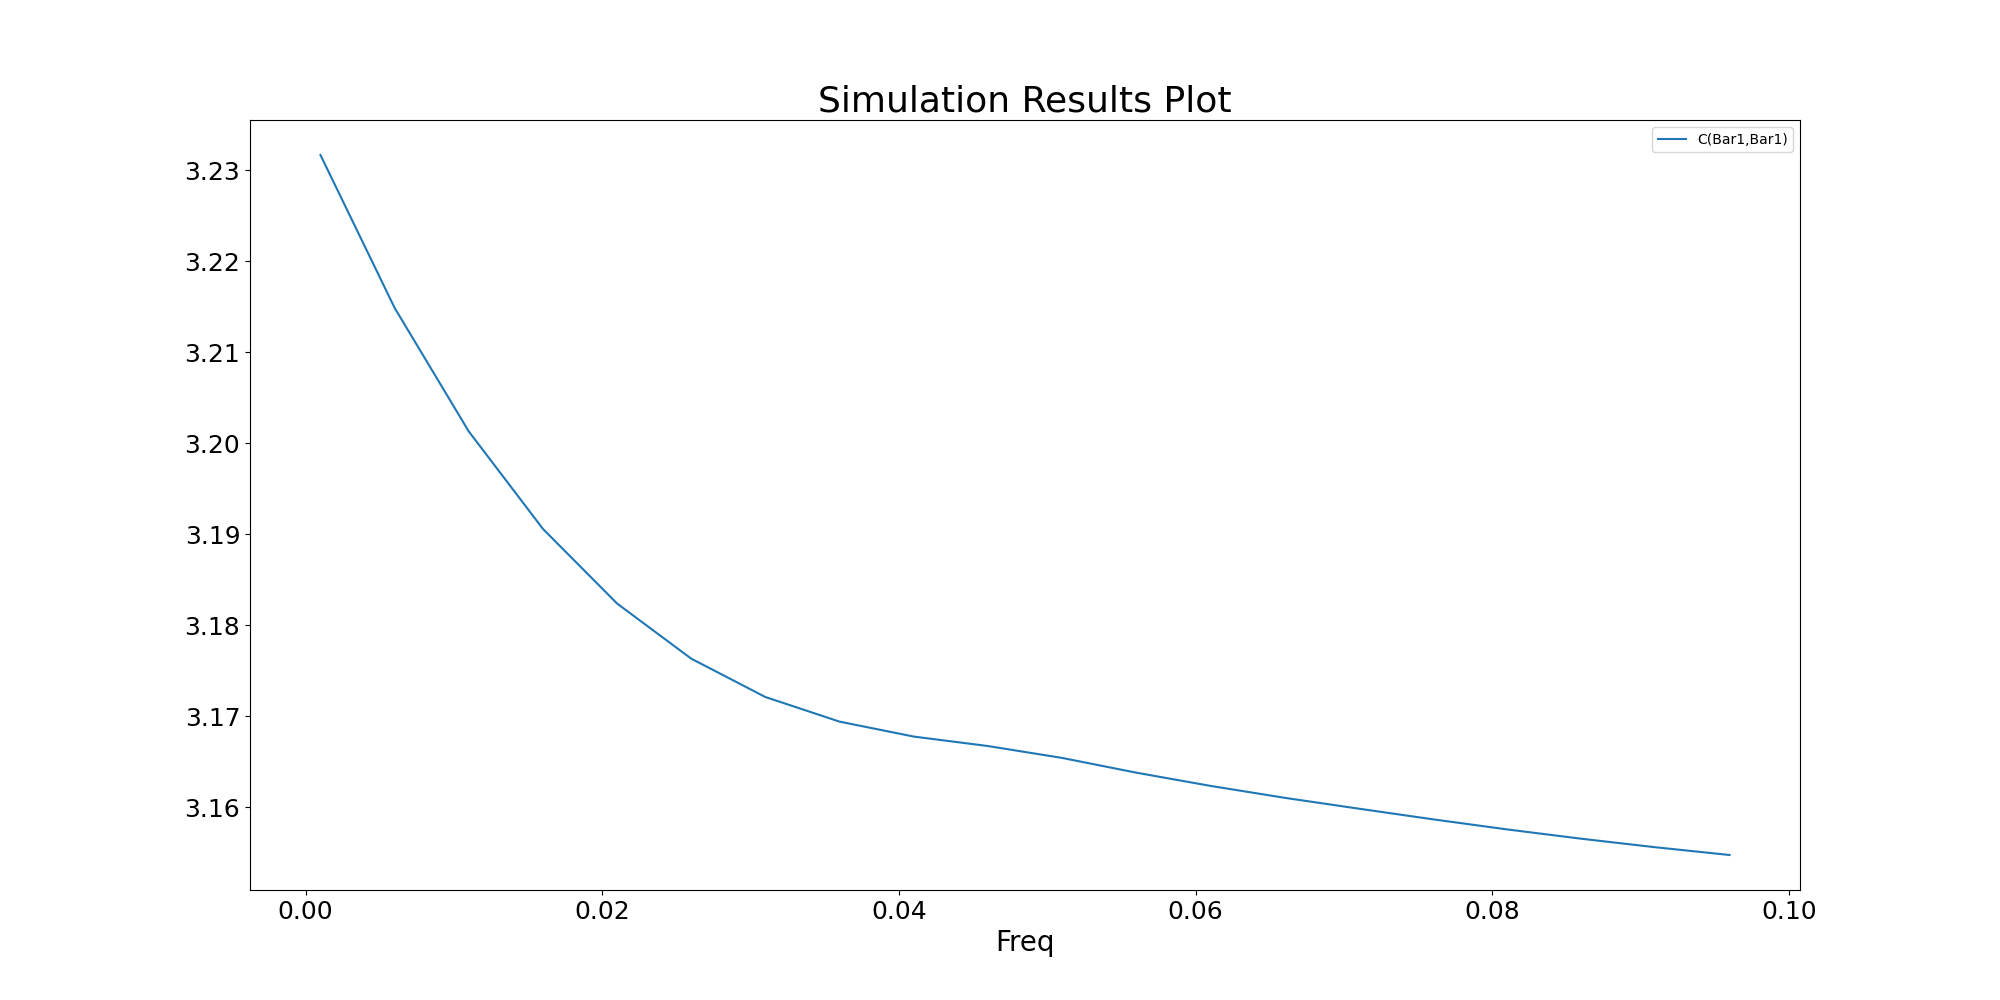 Simulation Results Plot
C(Bar1,Bar1)
3.23
3.22
3.21
3.20
3.19
3.18
3.17
3.16
0.00 0.02 0.04 0.06 0.08 0.10
Freq